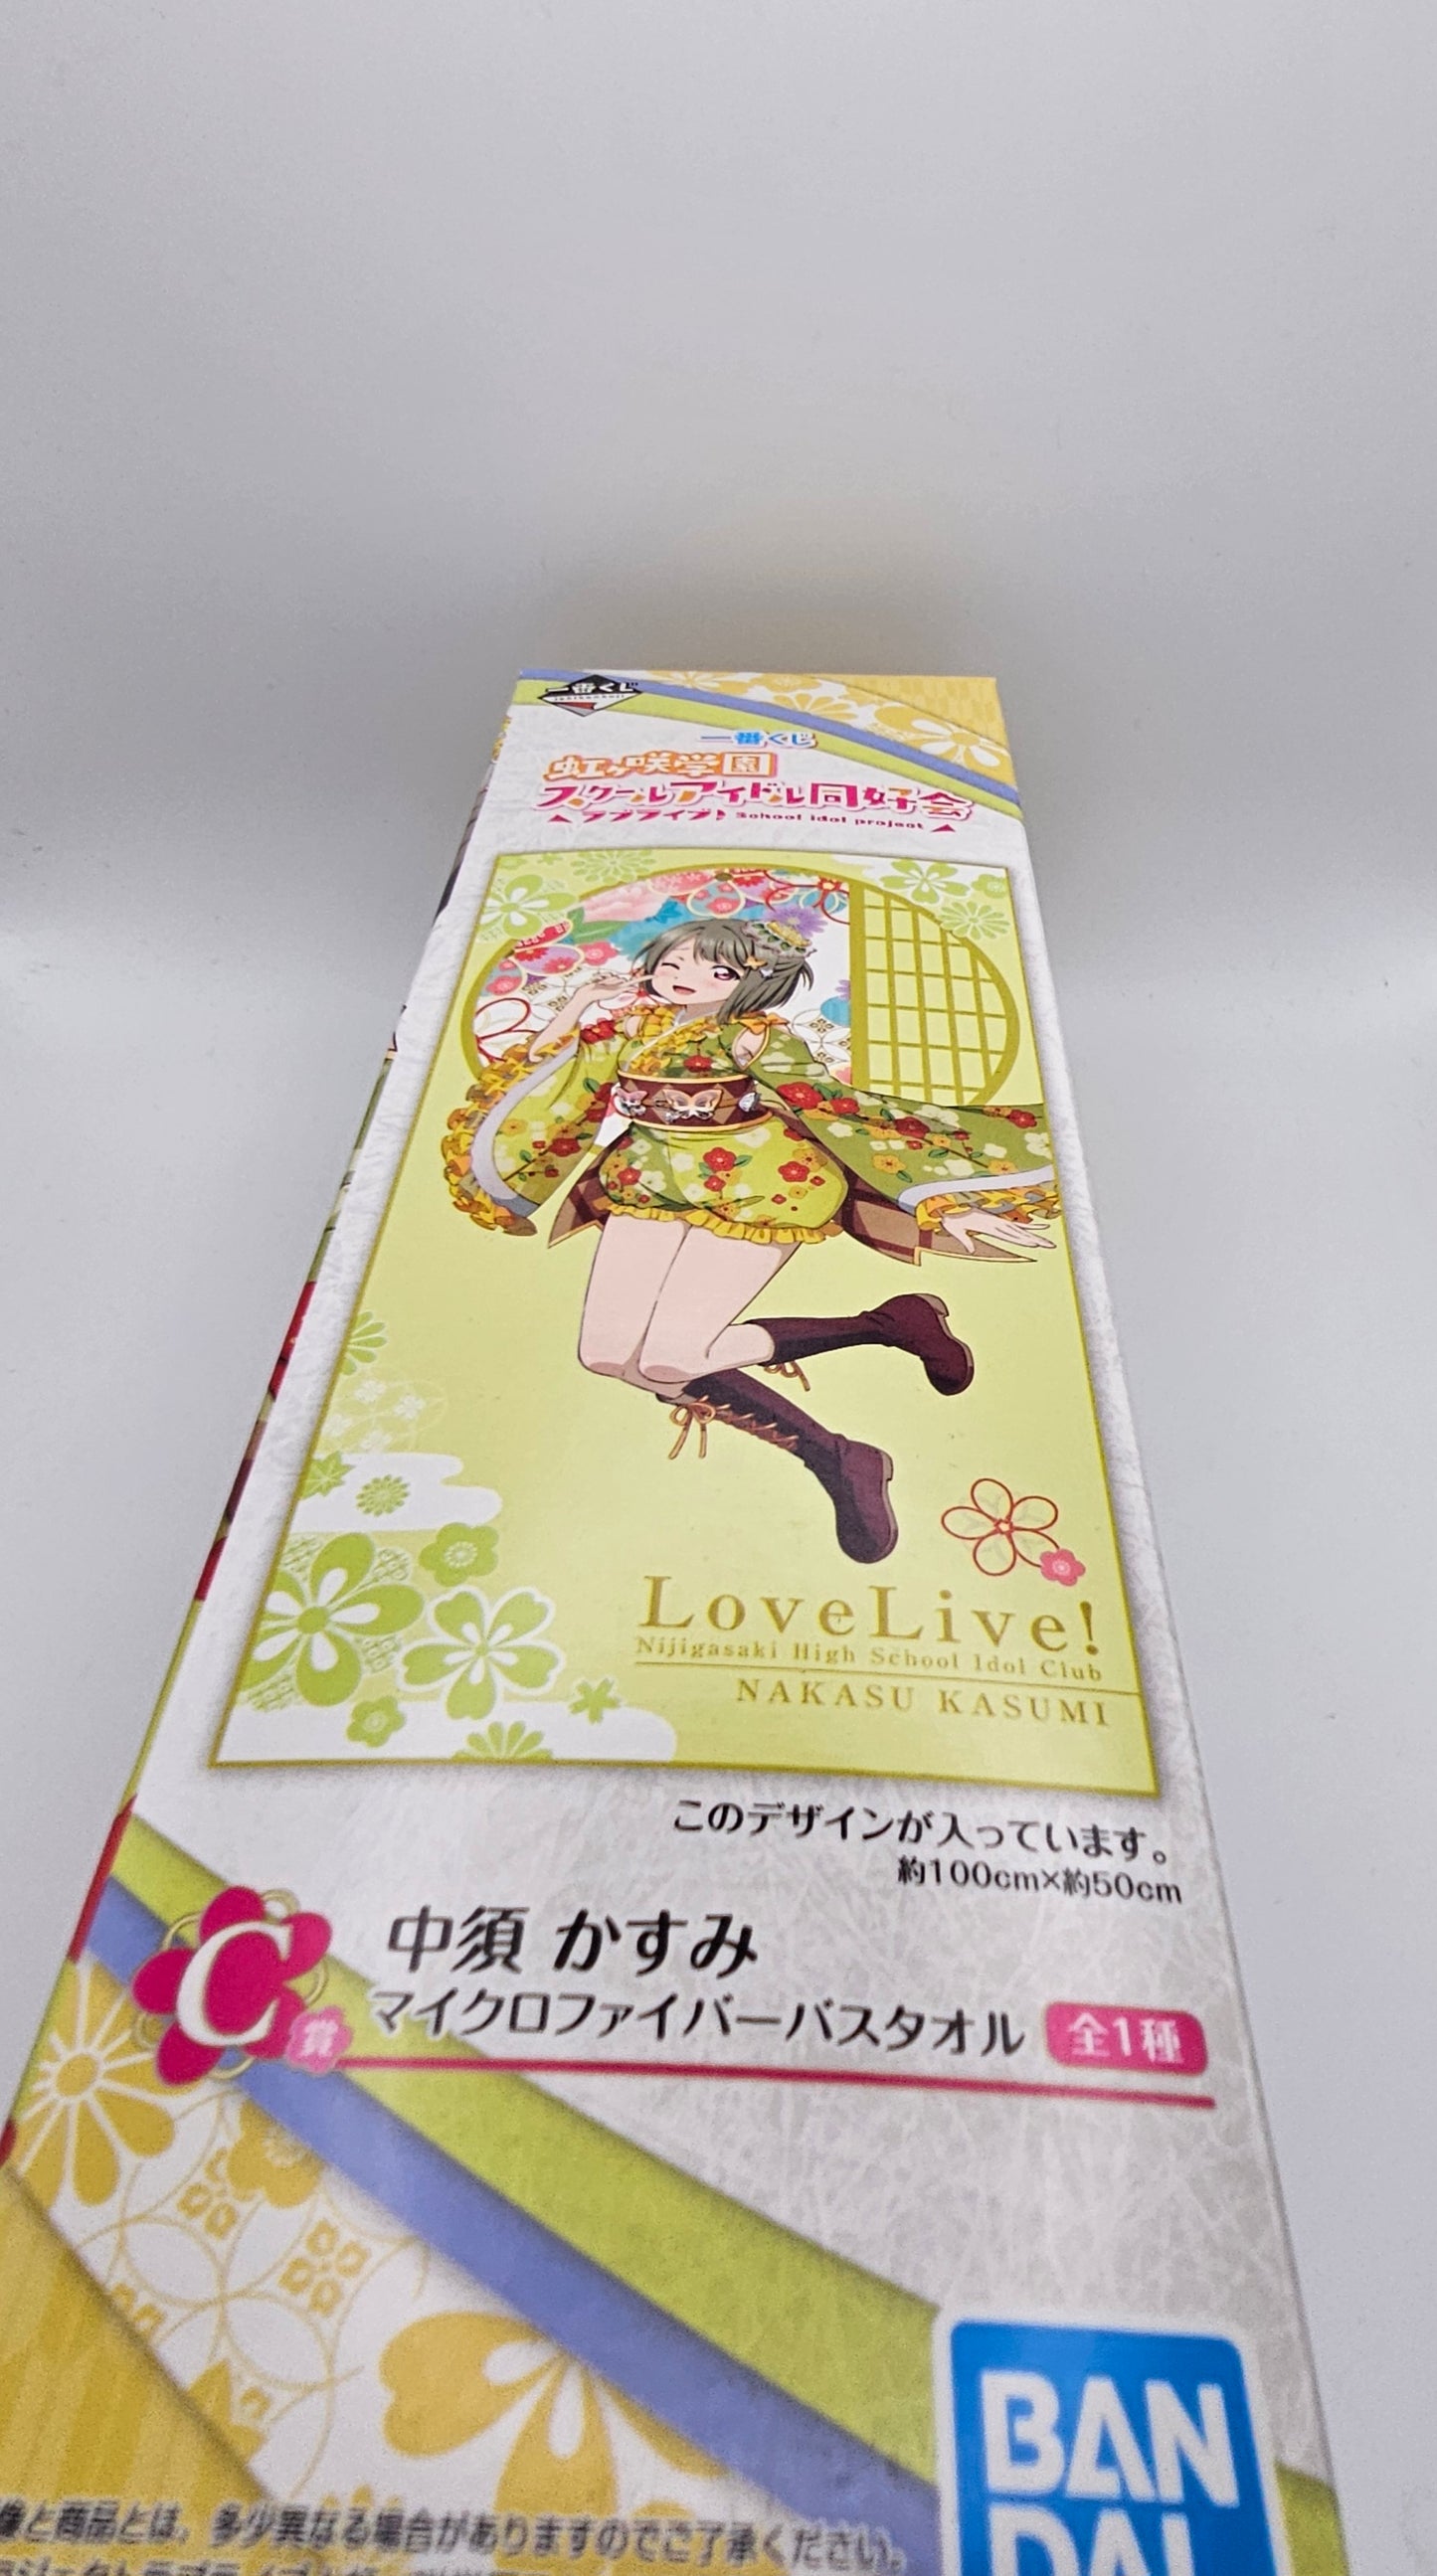 一番くじ
一番くじ
虹ヶ咲学園
スクールアイドル同好会
ラブライブ! School idol project
LoveLive!
Nijigasaki High School Idol Club
NAKASU KASUMI
このデザインが入っています。
約100cm×約50cm
C賞
中須 かすみ
マイクロファイバーバスタオル 全1種
BAN
DAI
像と商品とは、多少異なる場合がありますのでご了承ください。